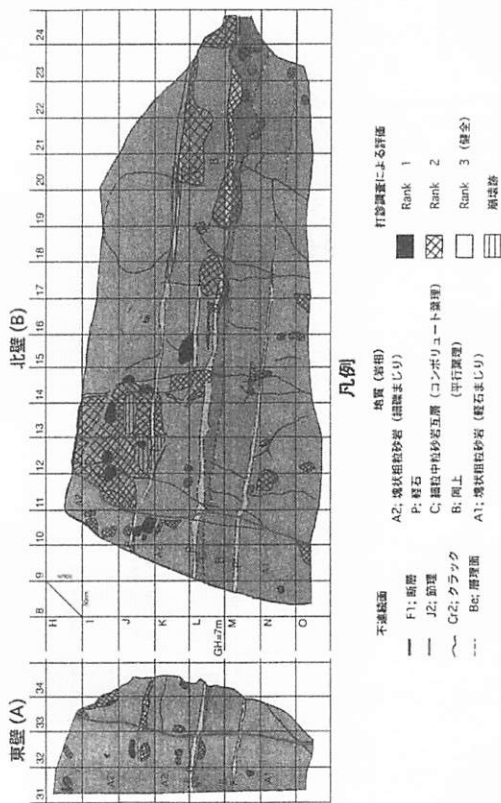 東壁 (A)
北壁 (B)
31 32 33 34
8 9 10 11 12 13 14 15 16 17 18 19 20 21 22 23 24
H
I
J
K
L
GH=7m
M
N
O
A2
A2
A1
B
凡例
不連続面
F1; 断層
J2; 節理
Cr2; クラック
Be; 層理面
地質 (岩相)
A2; 塊状粗粒砂岩 (細礫まじり)
P; 軽石
C; 細粒中粒砂岩互層 (コンボリュート葉理)
B; 同上 (平行葉理)
A1; 塊状粗粒砂岩 (軽石まじり)
打診調査による評価
Rank 1
Rank 2
Rank 3 (健全)
崩壊跡